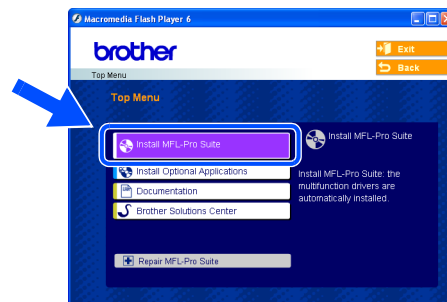 Macromedia Flash Player 6
brother
Exit
Back
Top Menu
Top Menu
Install MFL-Pro Suite
Install Optional Applications
Documentation
Brother Solutions Center
Repair MFL-Pro Suite
Install MFL-Pro Suite
Install MFL-Pro Suite: the
multifunction drivers are
automatically installed.